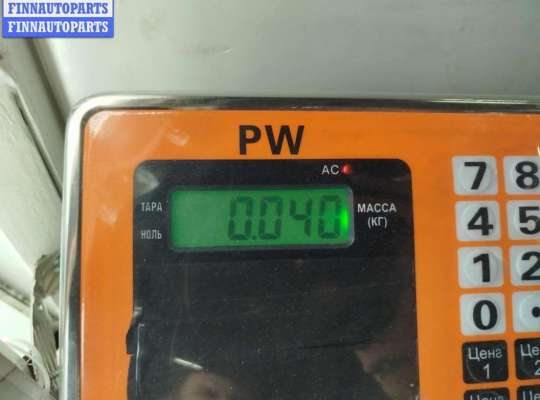 FINNAUTOPARTS
FINNAUTOPARTS
PW
AC
ТАРА
НОЛЬ
0.040
МАССА
(КГ)
7 8
4 5
1 2
0 .
Цена
1
2